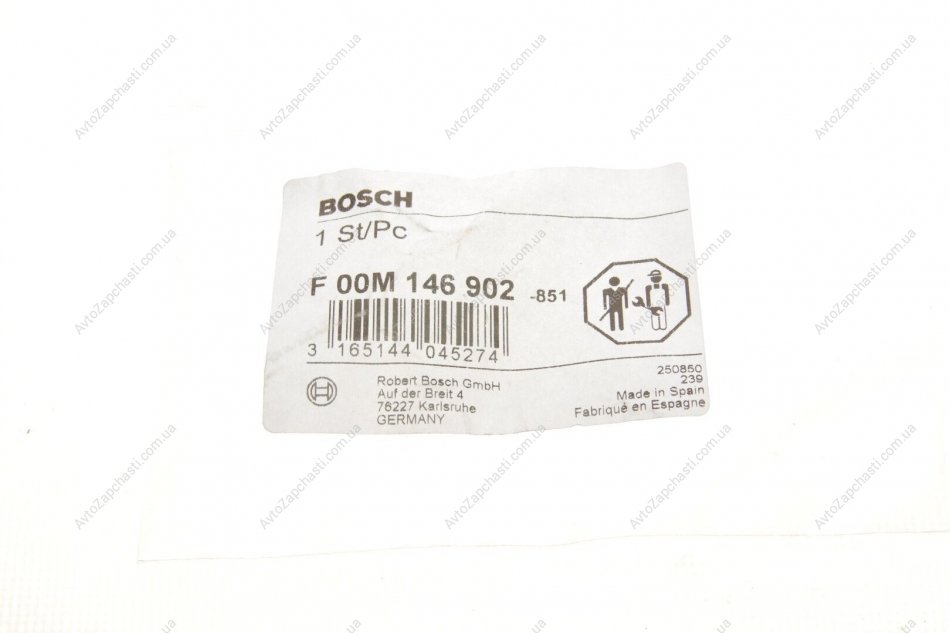 BOSCH
1 St/Pc
F 00M 146 902 -851
3 165144 045274
Robert Bosch GmbH
Auf der Breit 4
76227 Karlsruhe
GERMANY
250850
239
Made in Spain
Fabriqué en Espagne
AvtoZapchasti.com.ua